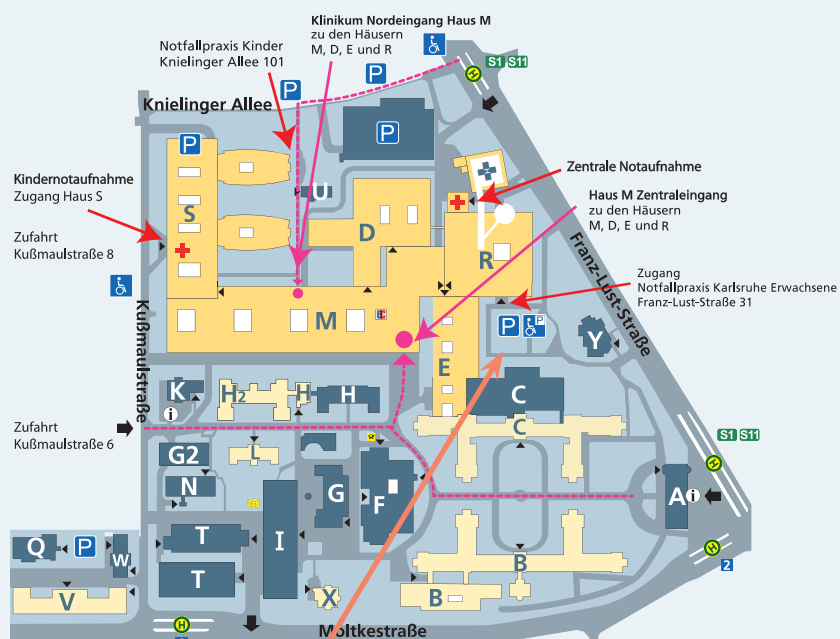 Klinikum Nordeingang Haus M
zu den Häusern
M, D, E und R
Notfallpraxis Kinder
Knielinger Allee 101
P
P
S1 S11
H
Knielinger Allee
P
P
Kindernotaufnahme
Zugang Haus S
Zufahrt
Kußmaulstraße 8
S
U
D
R
Zentrale Notaufnahme
Haus M Zentraleingang
zu den Häusern
M, D, E und R
Franz-Lust-Straße
Zugang
Notfallpraxis Karlsruhe Erwachsene
Franz-Lust-Straße 31
Kußmaulstraße
M
P
P
Y
E
K
i
H2
H
H
C
C
Zufahrt
Kußmaulstraße 6
S1 S11
H
G2
L
N
G
F
A
i
I
T
T
Q
P
W
V
X
B
B
H
2
H
Moltkestraße